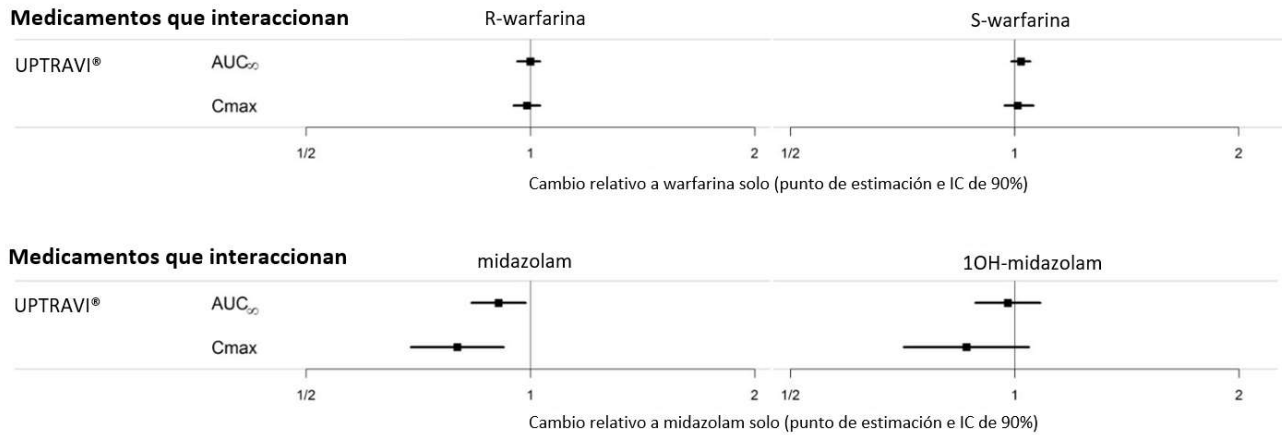 Medicamentos que interaccionan R-warfarina S-warfarina
UPTRAVI® AUC∞
Cmax
1/2 1 2 1/2 1 2
Cambio relativo a warfarina solo (punto de estimación e IC de 90%)
Medicamentos que interaccionan midazolam 1OH-midazolam
UPTRAVI® AUC∞
Cmax
1/2 1 2 1/2 1 2
Cambio relativo a midazolam solo (punto de estimación e IC de 90%)